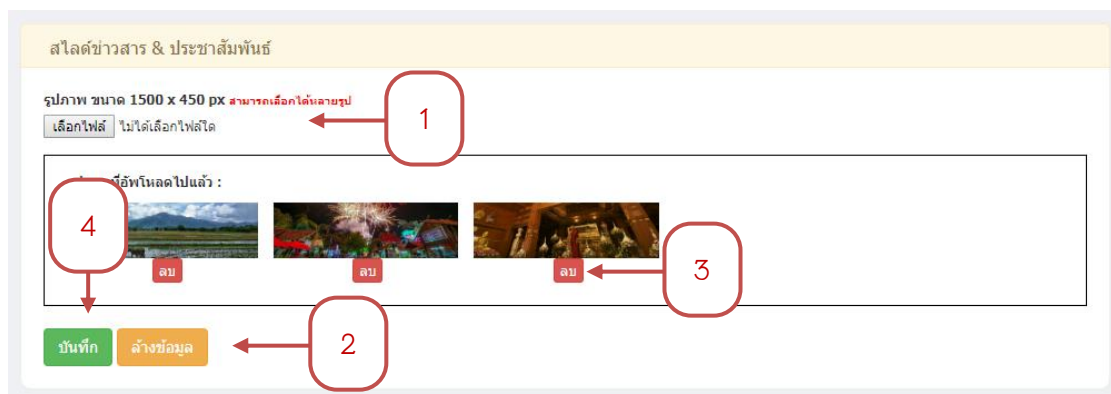 สไลด์ข่าวสาร & ประชาสัมพันธ์
รูปภาพ ขนาด 1500 x 450 px สามารถเลือกได้หลายรูป
1
เลือกไฟล์ ไม่ได้เลือกไฟล์ใด
ที่อัพโหลดไปแล้ว :
4
ลบ ลบ ลบ
3
บันทึก ล้างข้อมูล
2